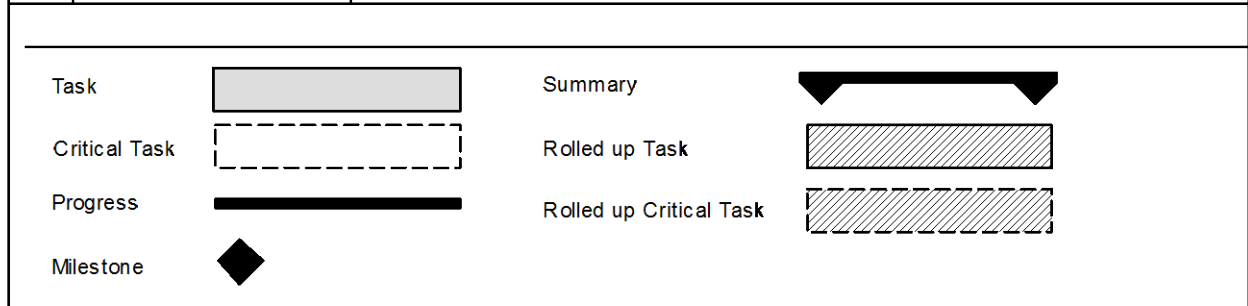 Task
Critical Task
Progress
Milestone
Summary
Rolled up Task
Rolled up Critical Task